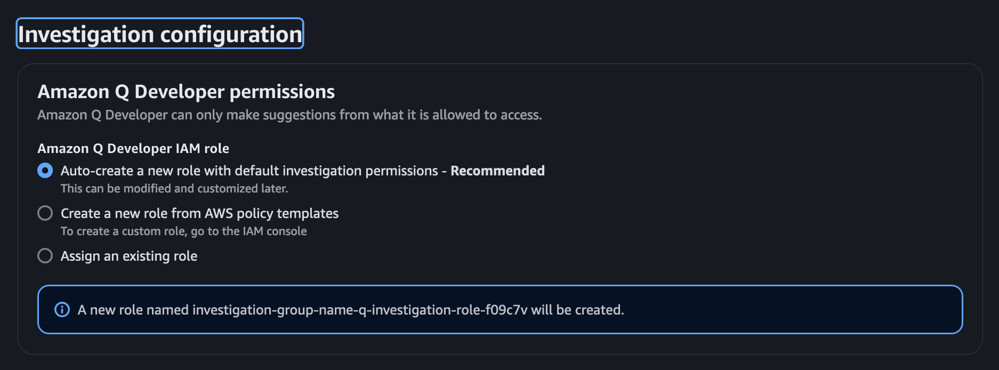 Investigation configuration
Amazon Q Developer permissions
Amazon Q Developer can only make suggestions from what it is allowed to access.
Amazon Q Developer IAM role
Auto-create a new role with default investigation permissions - Recommended
This can be modified and customized later.
Create a new role from AWS policy templates
To create a custom role, go to the IAM console
Assign an existing role
A new role named investigation-group-name-q-investigation-role-f09c7v will be created.